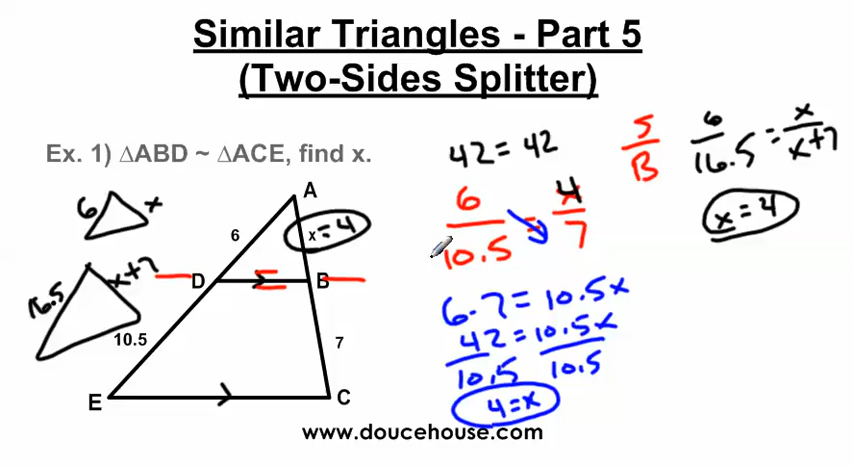 Similar Triangles - Part 5
(Two-Sides Splitter)
Ex. 1) ∆ABD ~ ∆ACE, find x.
42 = 42
S/B
6/16.5 = x/x+7
x = 4
6/10.5 = 4/7
6·7 = 10.5x
42 = 10.5x
10.5 10.5
4 = x
6 x
16.5 x+7
A
6
x = 4
D
B
10.5
7
E
C
www.doucehouse.com